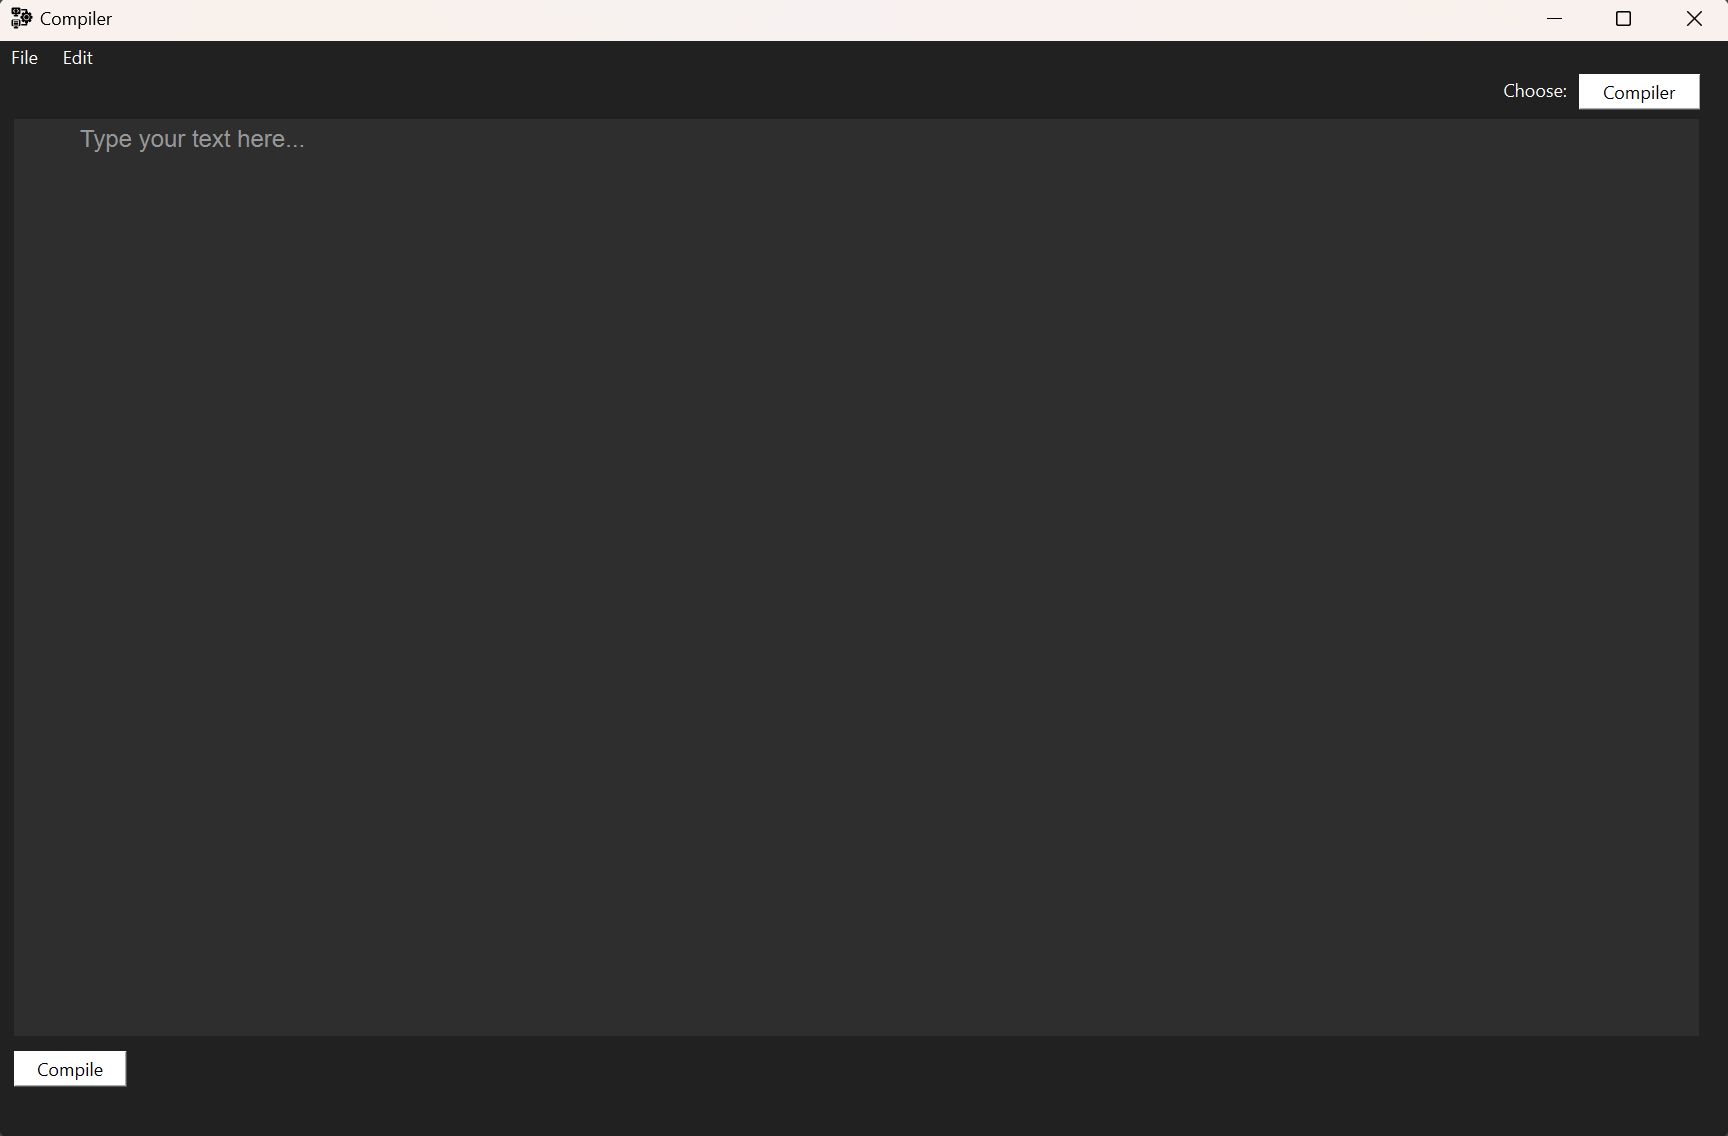 Compiler
File Edit
Choose: Compiler
Type your text here...
Compile